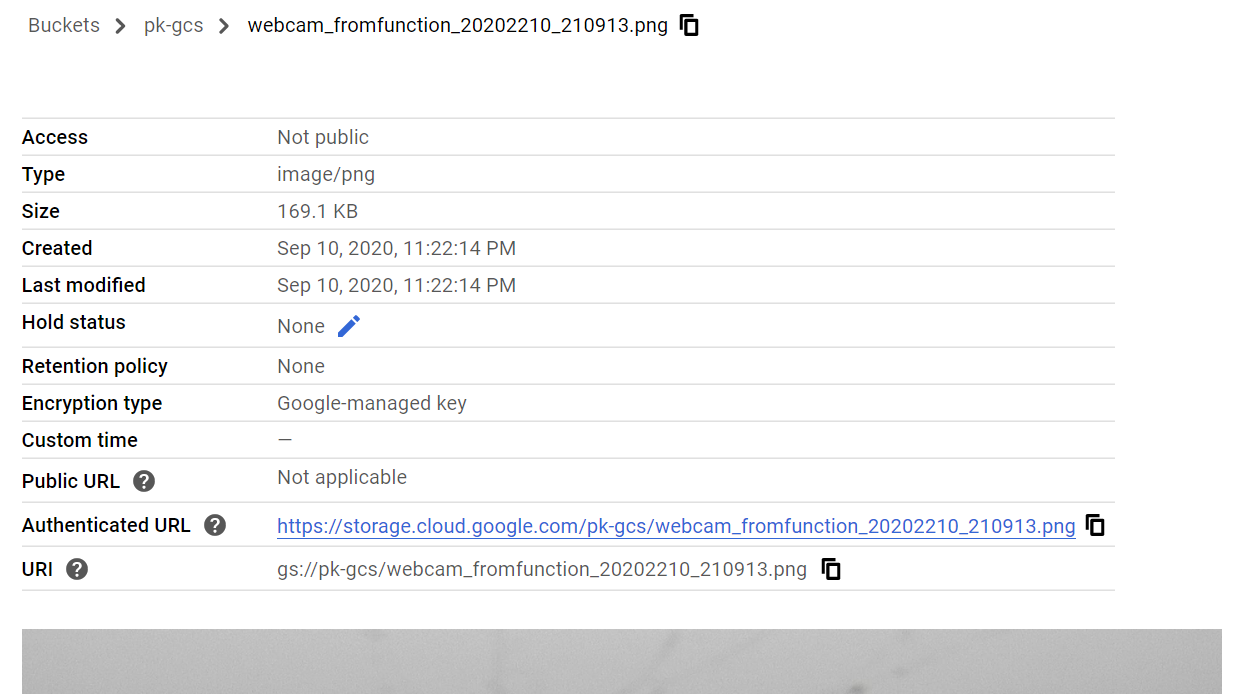 Buckets > pk-gcs > webcam_fromfunction_20202210_210913.png
Access Not public
Type image/png
Size 169.1 KB
Created Sep 10, 2020, 11:22:14 PM
Last modified Sep 10, 2020, 11:22:14 PM
Hold status None
Retention policy None
Encryption type Google-managed key
Custom time —
Public URL ? Not applicable
Authenticated URL ? https://storage.cloud.google.com/pk-gcs/webcam_fromfunction_20202210_210913.png
URI ? gs://pk-gcs/webcam_fromfunction_20202210_210913.png